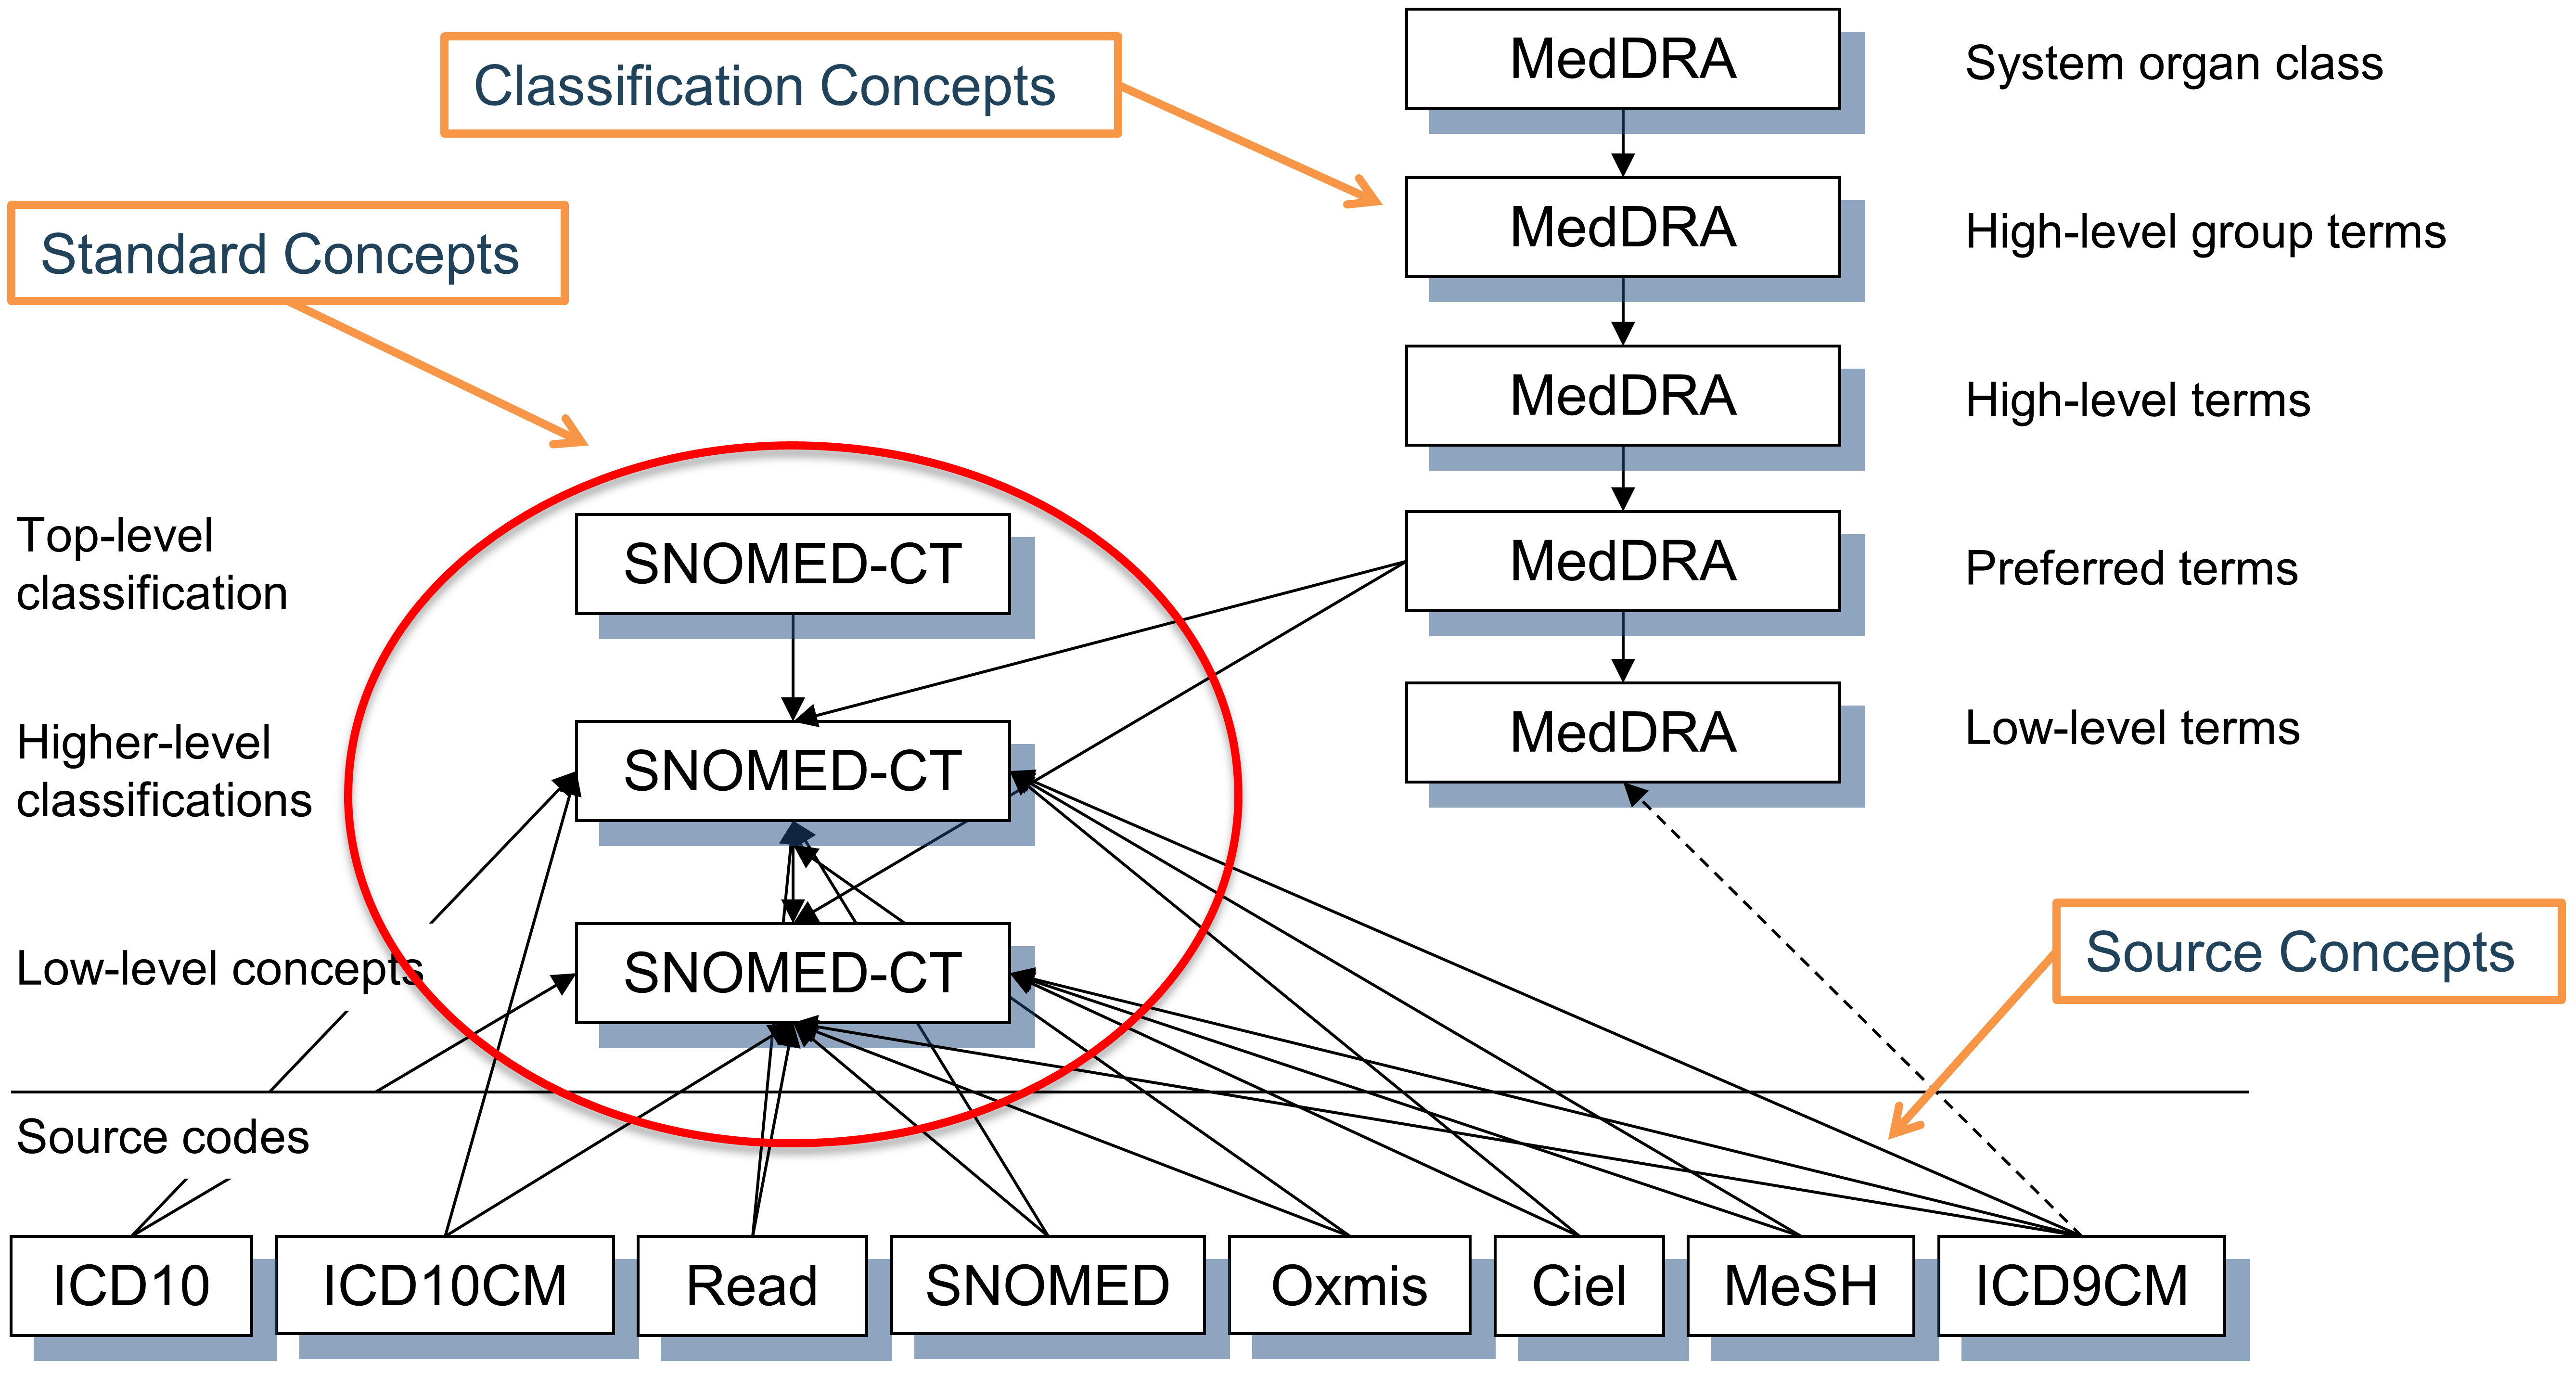 MedDRA
System organ class
Classification Concepts
MedDRA
High-level group terms
Standard Concepts
MedDRA
High-level terms
Top-level
classification
SNOMED-CT
MedDRA
Preferred terms
Higher-level
classifications
SNOMED-CT
MedDRA
Low-level terms
Low-level concepts
SNOMED-CT
Source Concepts
Source codes
ICD10
ICD10CM
Read
SNOMED
Oxmis
Ciel
MeSH
ICD9CM